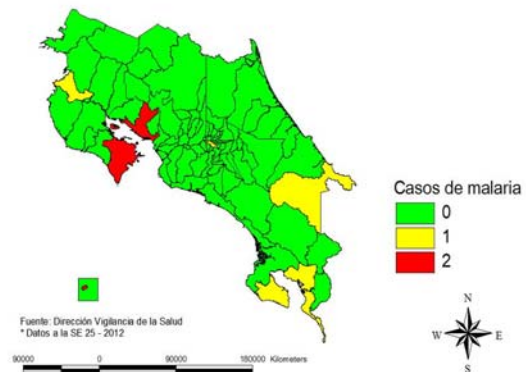 Casos de malaria
0
1
2
Fuente: Dirección Vigilancia de la Salud
* Datos a la SE 25 - 2012
90000 0 90000 180000 Kilometers
N
W E
S